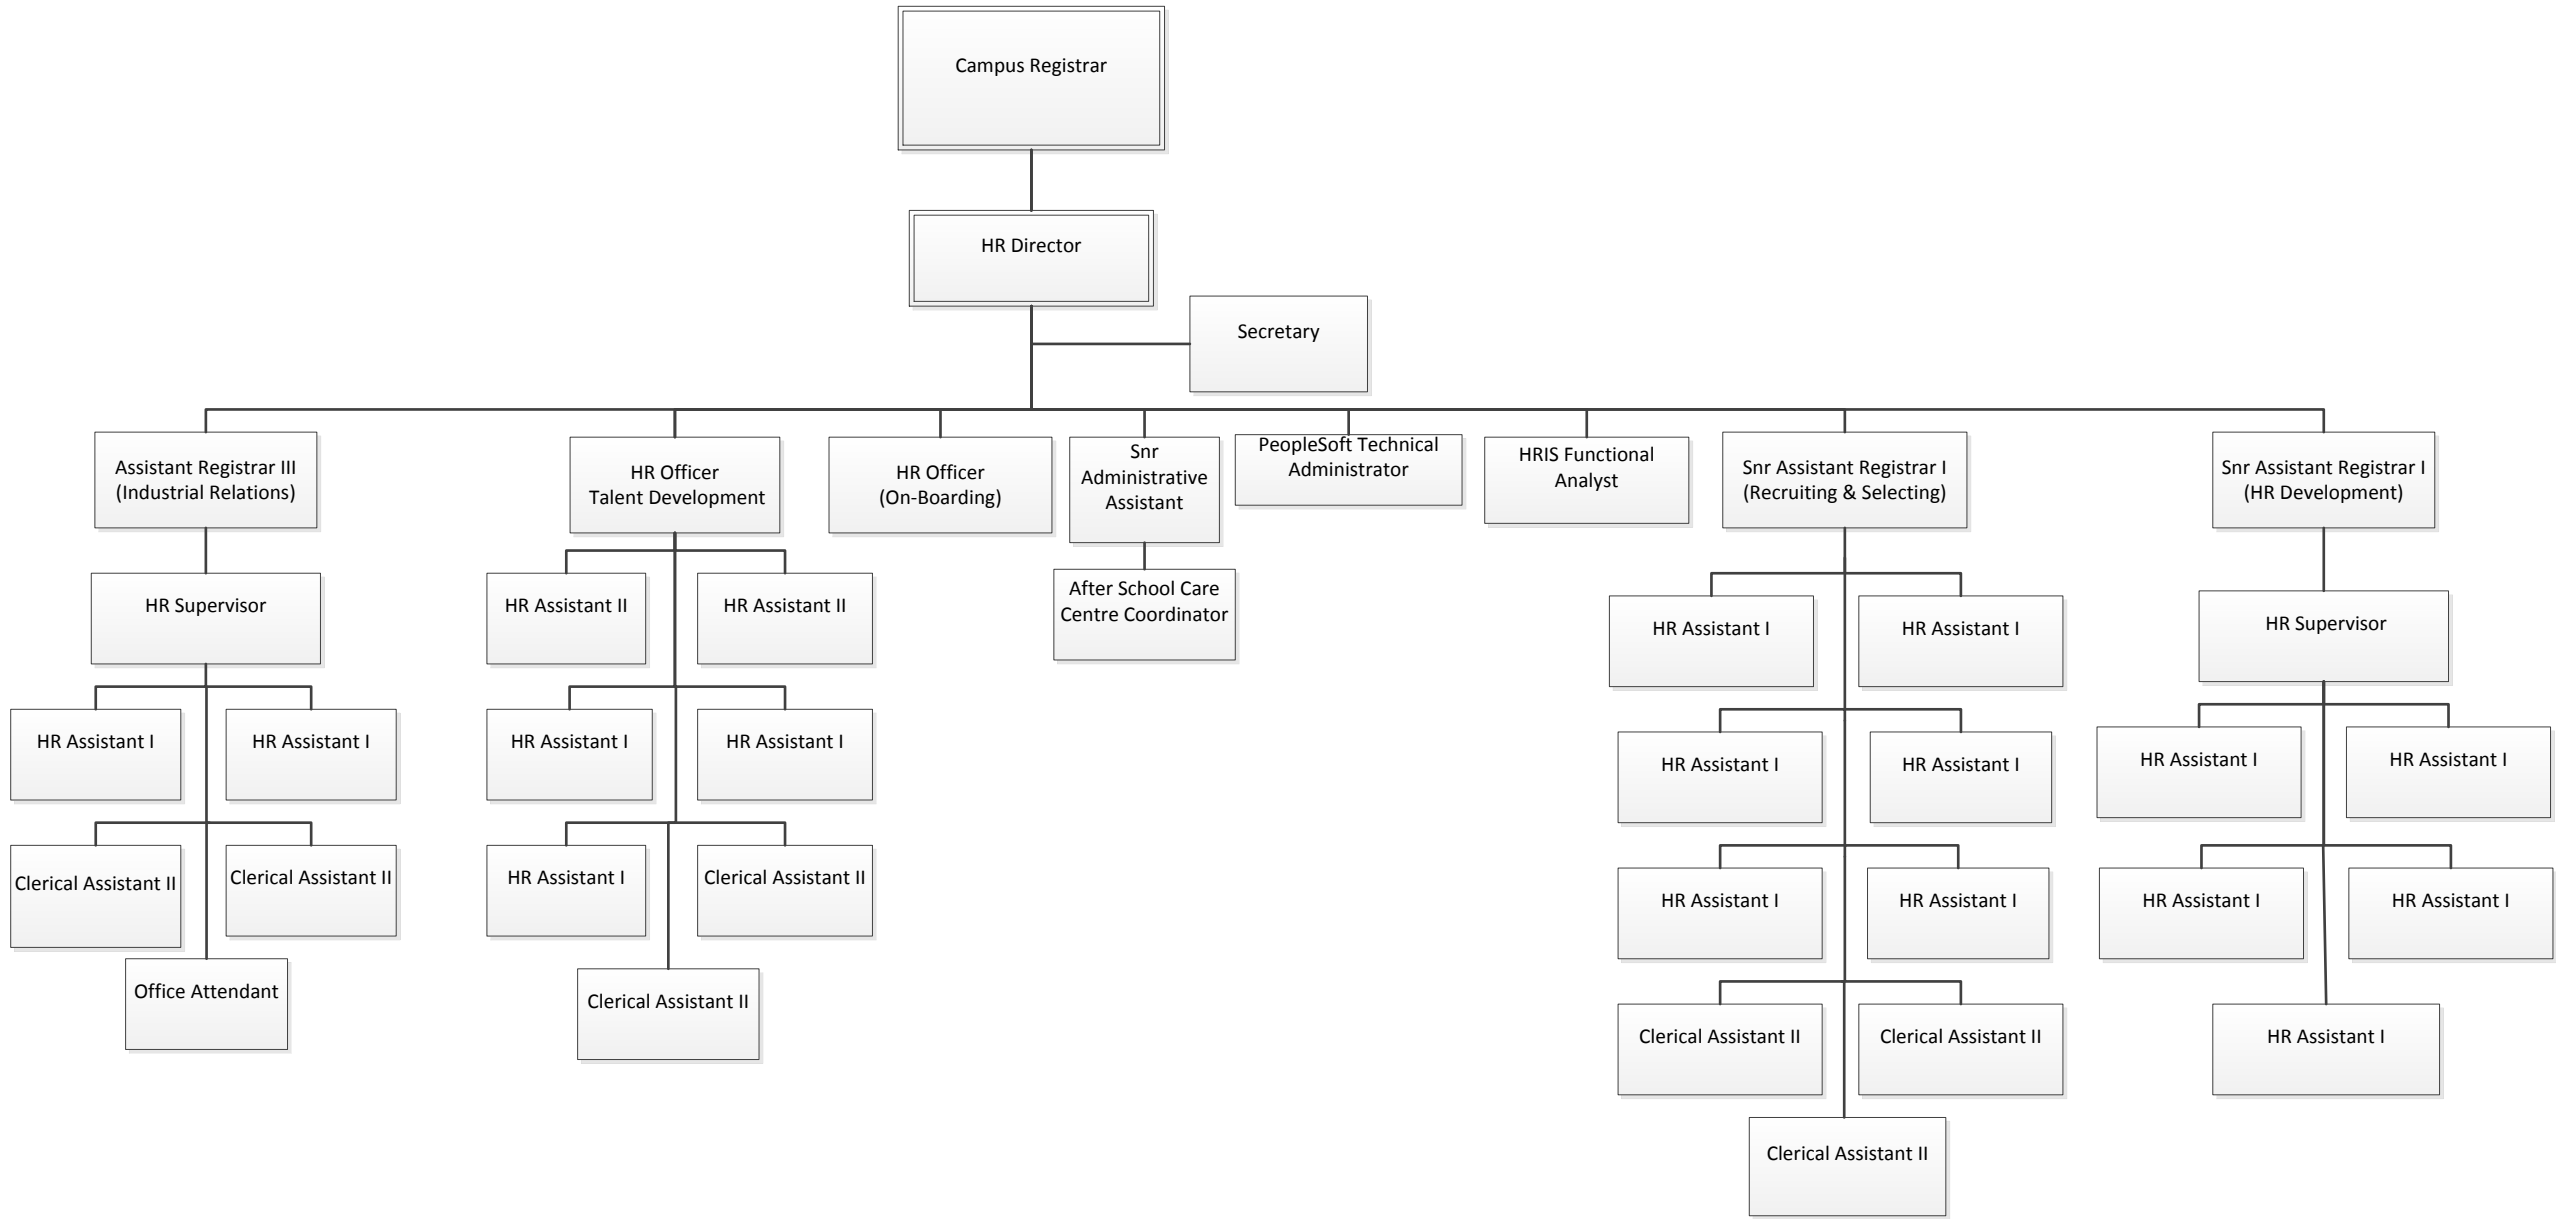 Campus Registrar
HR Director
Secretary
Assistant Registrar III
(Industrial Relations)
HR Officer
Talent Development
HR Officer
(On-Boarding)
Snr
Administrative
Assistant
PeopleSoft Technical
Administrator
HRIS Functional
Analyst
Snr Assistant Registrar I
(Recruiting & Selecting)
Snr Assistant Registrar I
(HR Development)
HR Supervisor
HR Assistant II
HR Assistant II
After School Care
Centre Coordinator
HR Assistant I
HR Assistant I
HR Supervisor
HR Assistant I
HR Assistant I
HR Assistant I
HR Assistant I
HR Assistant I
HR Assistant I
HR Assistant I
HR Assistant I
Clerical Assistant II
Clerical Assistant II
HR Assistant I
Clerical Assistant II
HR Assistant I
HR Assistant I
HR Assistant I
HR Assistant I
Office Attendant
Clerical Assistant II
Clerical Assistant II
Clerical Assistant II
HR Assistant I
Clerical Assistant II